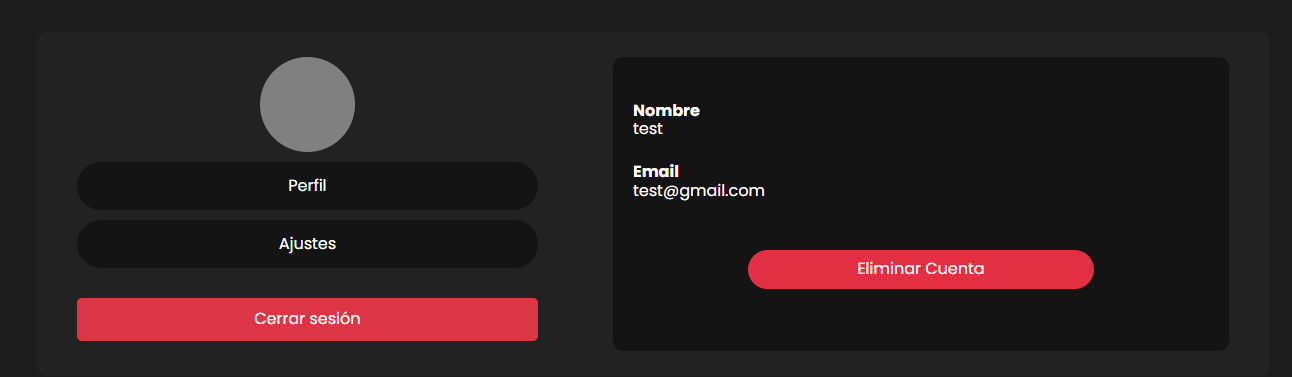 Perfil
Ajustes
Cerrar sesión
Nombre
test
Email
test@gmail.com
Eliminar Cuenta